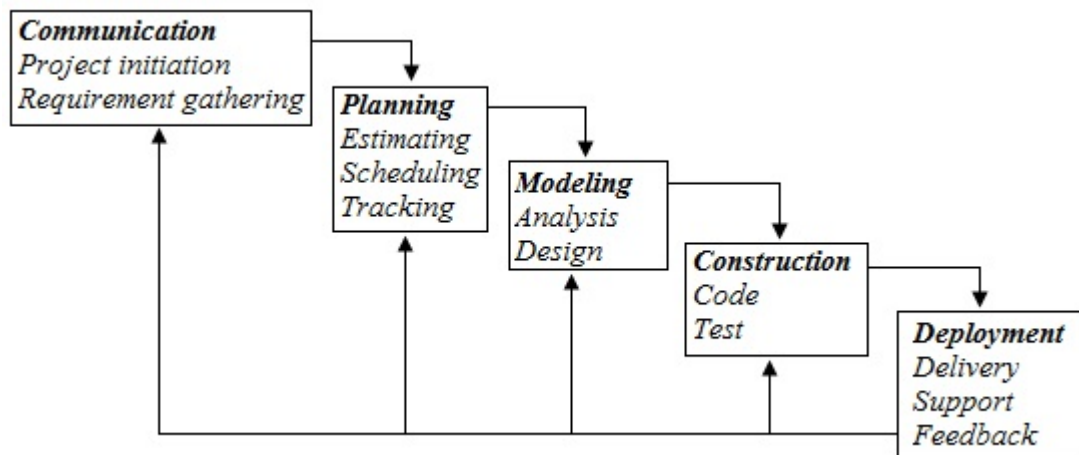 Communication
Project initiation
Requirement gathering
Planning
Estimating
Scheduling
Tracking
Modeling
Analysis
Design
Construction
Code
Test
Deployment
Delivery
Support
Feedback